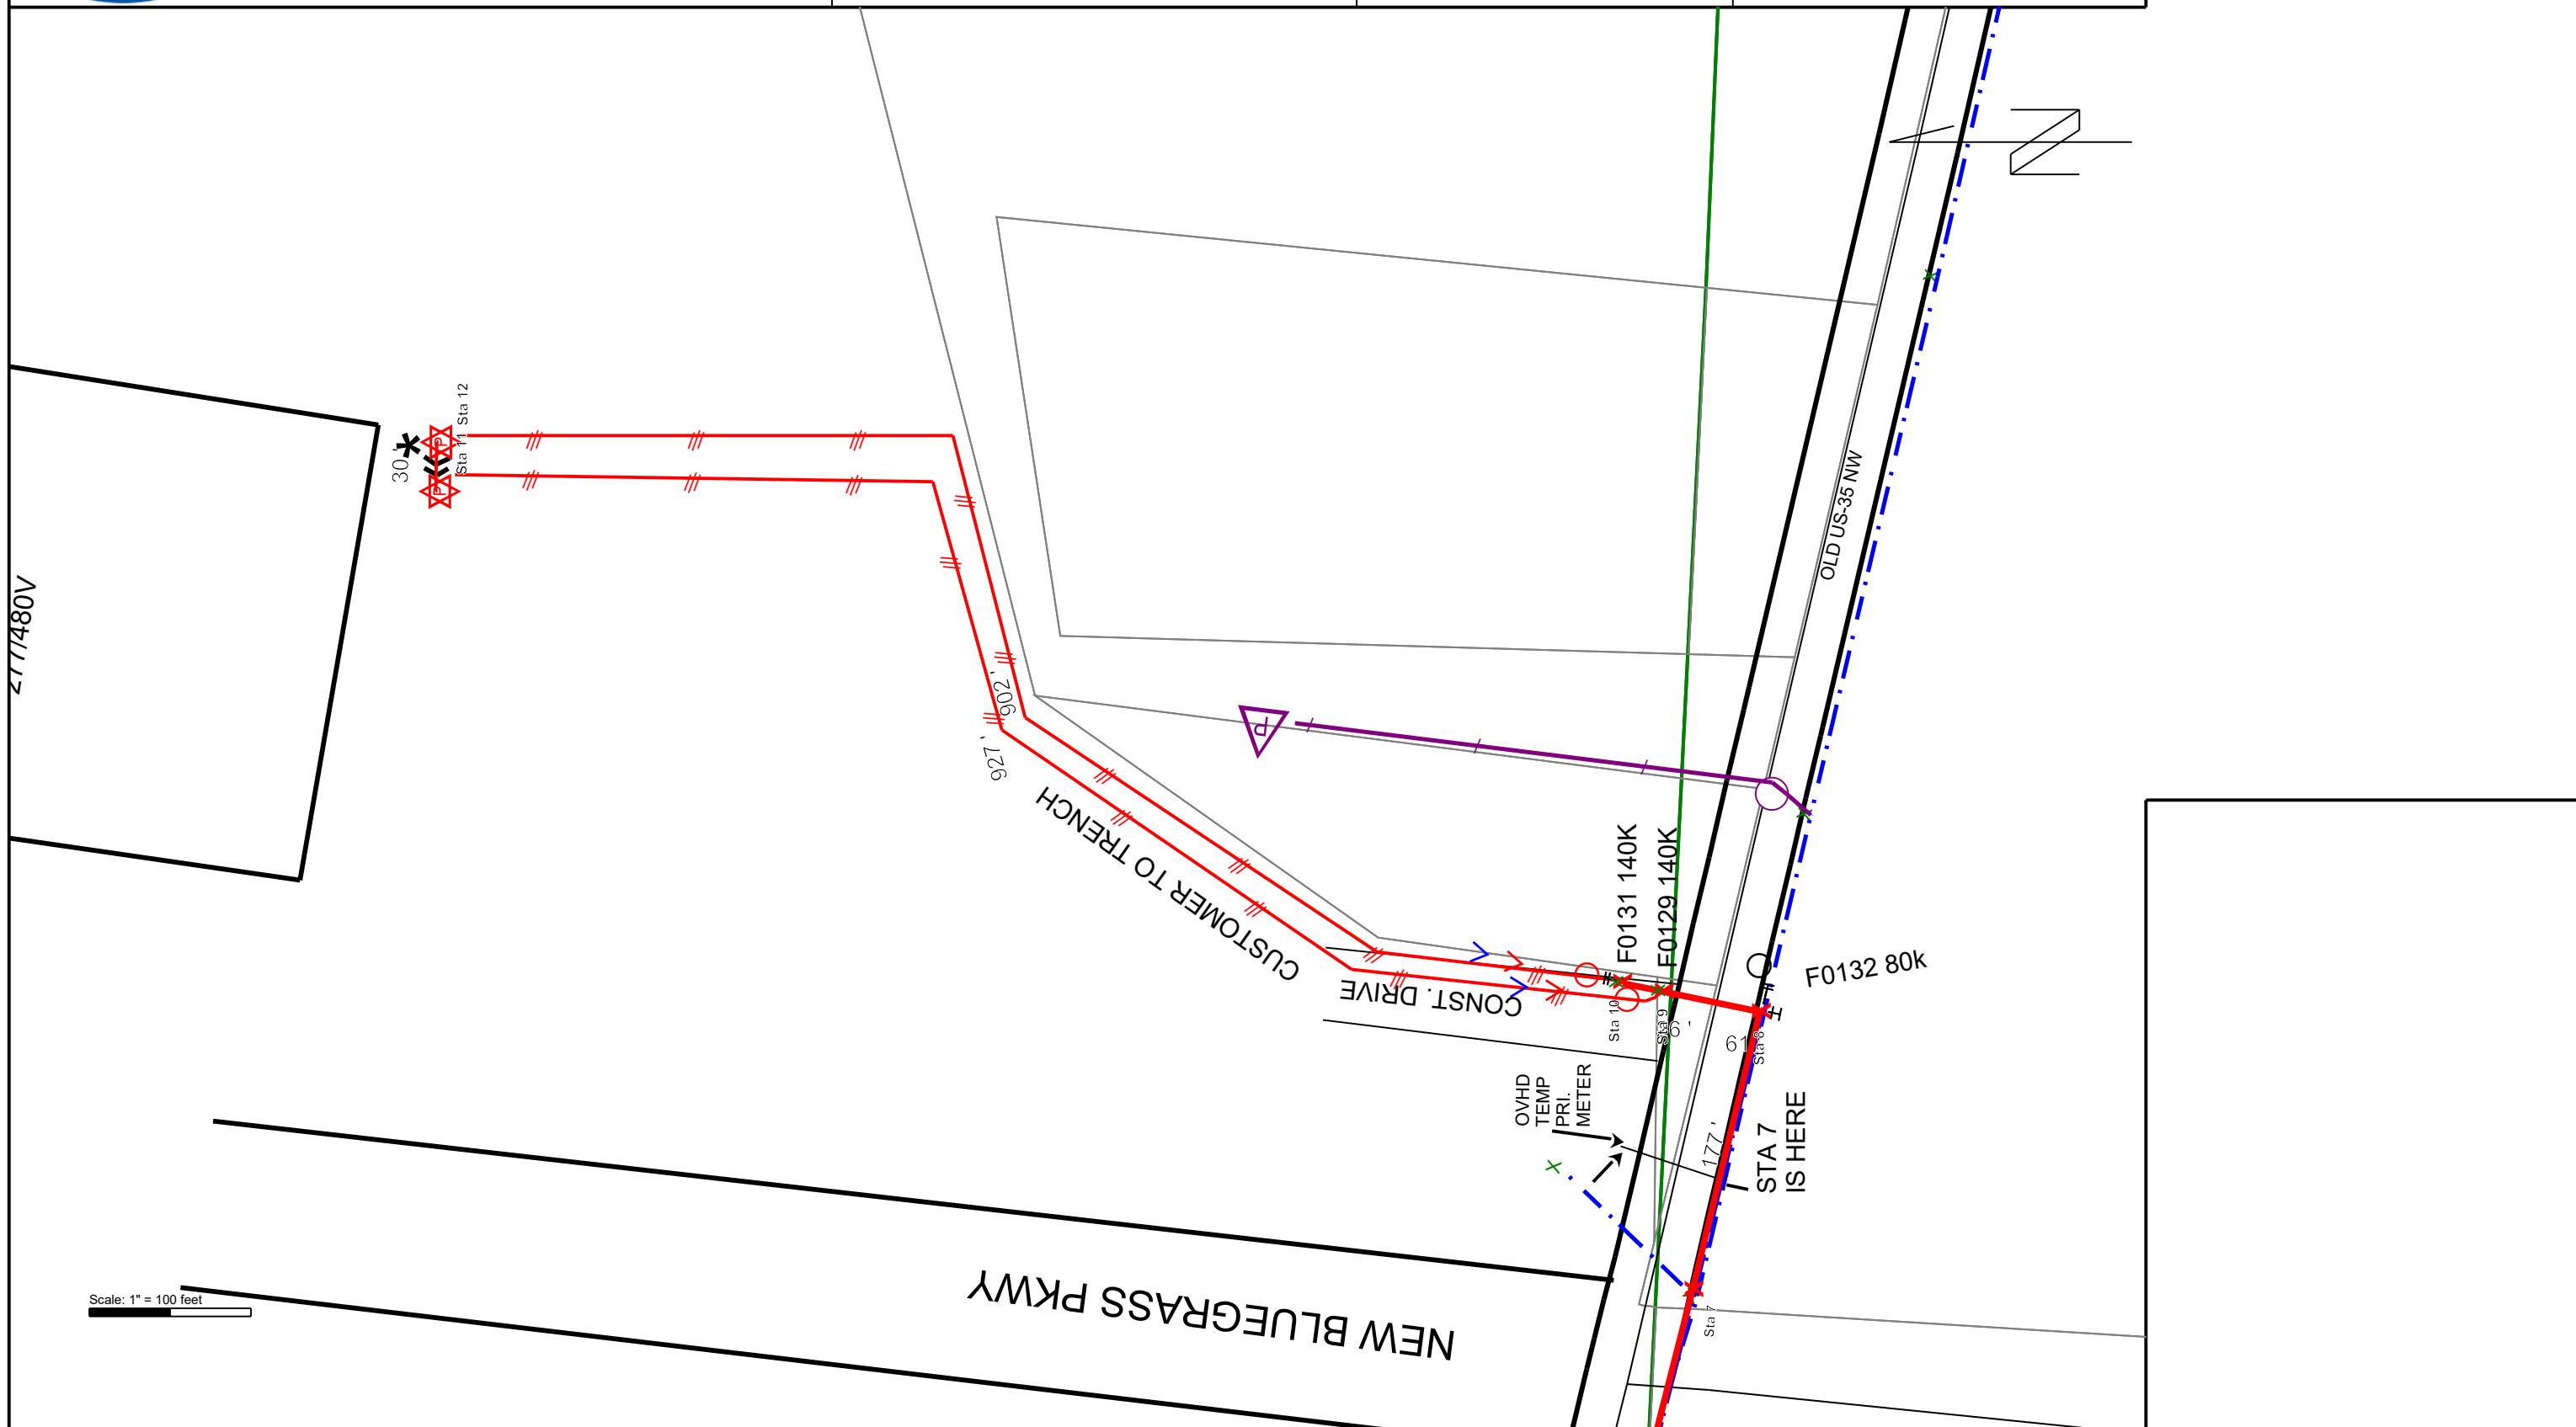 N
OLD US-35 NW
Sta 12
Sta 11
30'
P
P
277/480V
902 '
927 '
P
CUSTOMER TO TRENCH
F0131 140K
F0129 140K
F0132 80k
CONST. DRIVE
Sta 10
Sta 9
6 '
61
Sta 8
OVHD
TEMP
PRI.
METER
177 '
STA 7
IS HERE
NEW BLUEGRASS PKWY
Sta 7
Scale: 1" = 100 feet